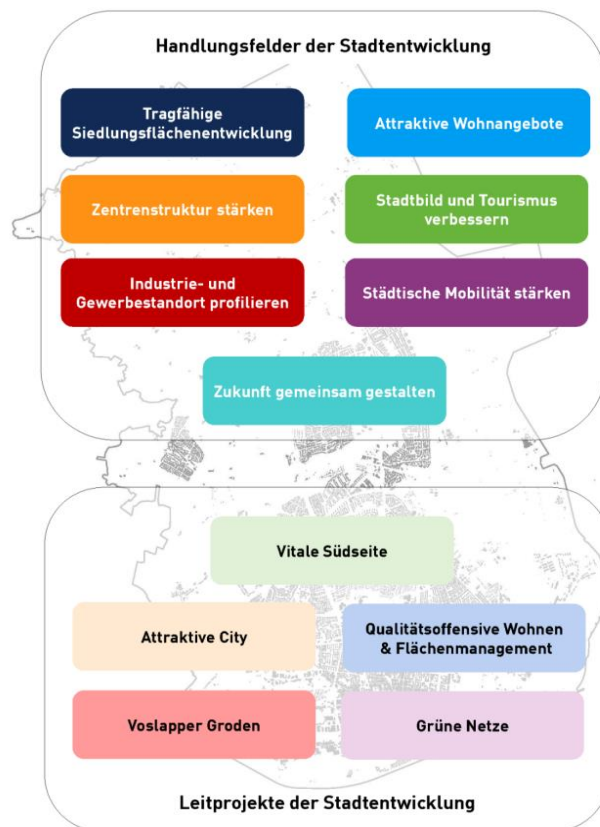 Handlungsfelder der Stadtentwicklung
Tragfähige
Siedlungsflächenentwicklung
Attraktive Wohnangebote
Zentrenstruktur stärken
Stadtbild und Tourismus
verbessern
Industrie- und
Gewerbestandort profilieren
Städtische Mobilität stärken
Zukunft gemeinsam gestalten
Vitale Südseite
Attraktive City
Qualitätsoffensive Wohnen
& Flächenmanagement
Voslapper Groden
Grüne Netze
Leitprojekte der Stadtentwicklung